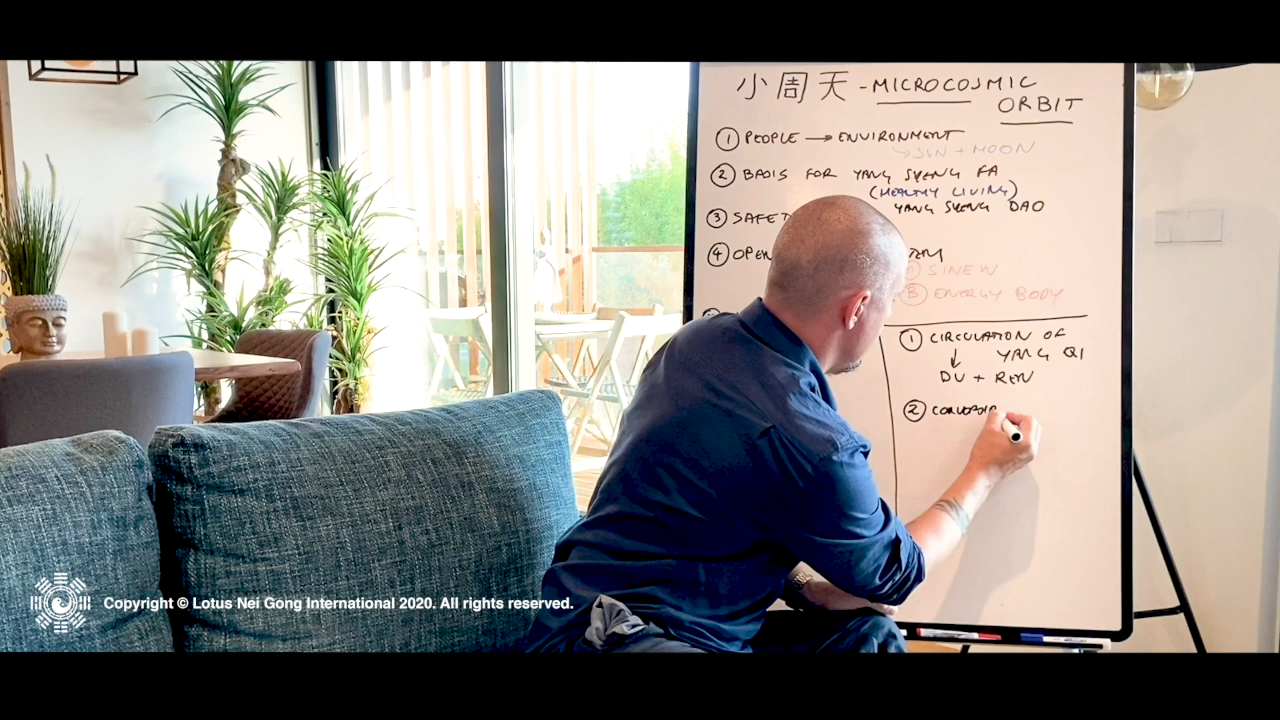 小周天 - MICROCOSMIC
ORBIT
① PEOPLE → ENVIRONMENT
↳ SUN + MOON
② BASIS FOR YANG SHENG FA
(HEALTHY LIVING)
YANG SHENG DAO
③ SAFET
④ OPEN
Ⓐ SINEW
Ⓑ ENERGY BODY
① CIRCULATION OF
YANG QI
↓
DU + REN
②
Copyright © Lotus Nei Gong International 2020. All rights reserved.